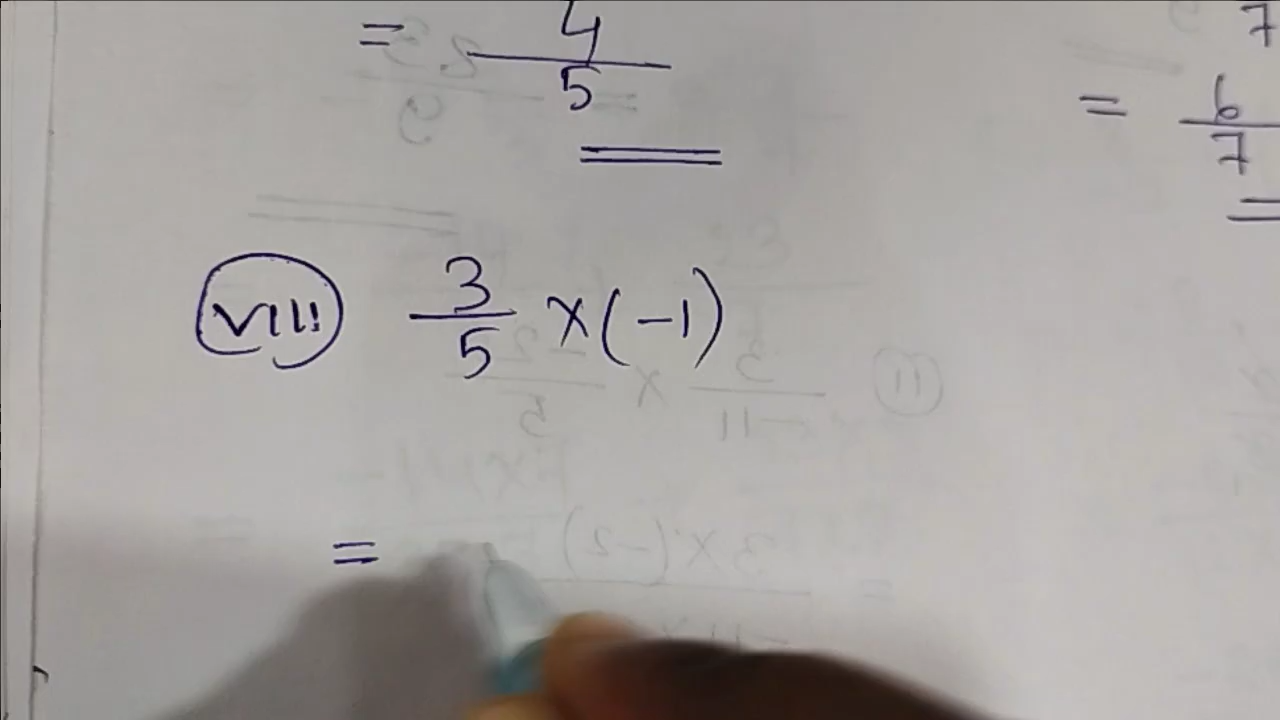 = 4/5
7
= 6/7
(viii) 3/5 × (-1)
=